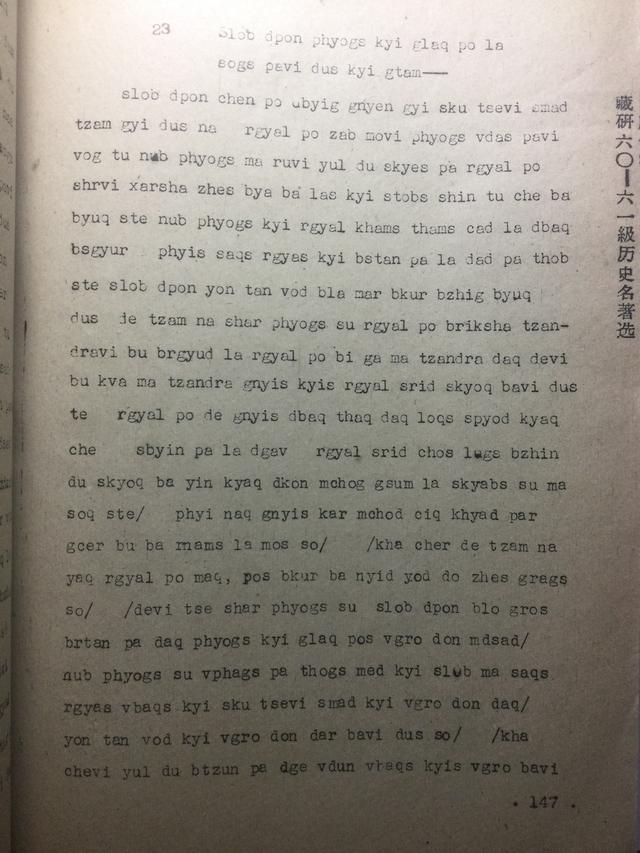 23
Slob dpon phyogs kyi glaq po la
sogs pavi dus kyi gtam—
slob dpon chen po ubyig gnyen gyi sku tsevi smad
tzam gyi dus na rgyal po zab movi phyogs vdas pavi
vog tu nub phyogs ma ruvi yul du skyes pa rgyal po
shrvi xarsha zhes bya ba las kyi stobs shin tu che ba
byuq ste nub phyogs kyi rgyal khams thams cad la dbaq
bsgyur phyis saqs rgyas kyi bstan pa la dad pa thob
ste slob dpon yon tan vod bla mar bkur bzhig byuq
dus de tzam na shar phyogs su rgyal po briksha tzan-
dravi bu brgyud la rgyal po bi ga ma tzandra daq devi
bu kva ma tzandra gnyis kyis rgyal srid skyoq bavi dus
te rgyal po de gnyis dbaq thaq daq loqs spyod kyaq
che sbyin pa la dgav rgyal srid chos lugs bzhin
du skyoq ba yin kyaq dkon mchog gsum la skyabs su ma
soq ste/ phyi naq gnyis kar mchod ciq khyad par
gcer bu ba rnams la mos so/ /kha cher de tzam na
yaq rgyal po maq, pos bkur ba nyid yod do zhes grags
so/ /devi tse shar phyogs su slob dpon blo gros
brtan pa daq phyogs kyi glaq pos vgro don mdsad/
nub phyogs su vphags pa thogs med kyi slob ma saqs
rgyas vbaqs kyi sku tsevi smad kyi vgro don daq/
yon tan vod kyi vgro don dar bavi dus so/ /kha
chevi yul du btzun pa dge vdun vbaqs kyis vgro bavi
· 147 ·
藏研六〇—六一級历史名著选